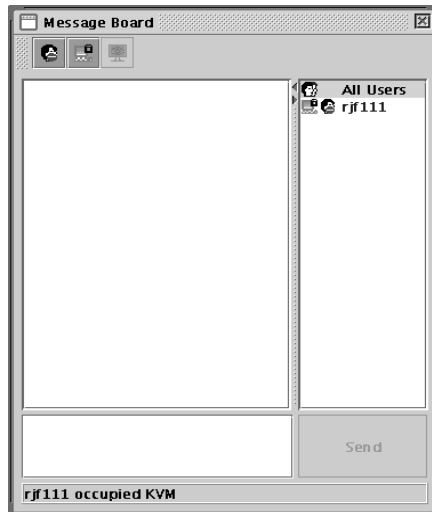 Message Board
All Users
rjf111
Send
rjf111 occupied KVM